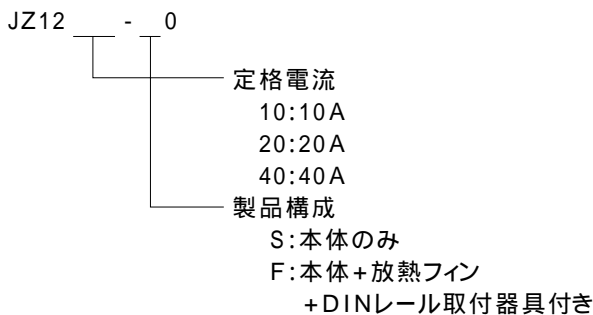 JZ12 __ - _0
定格電流
10:10A
20:20A
40:40A
製品構成
S:本体のみ
F:本体+放熱フィン
+DINレール取付器具付き